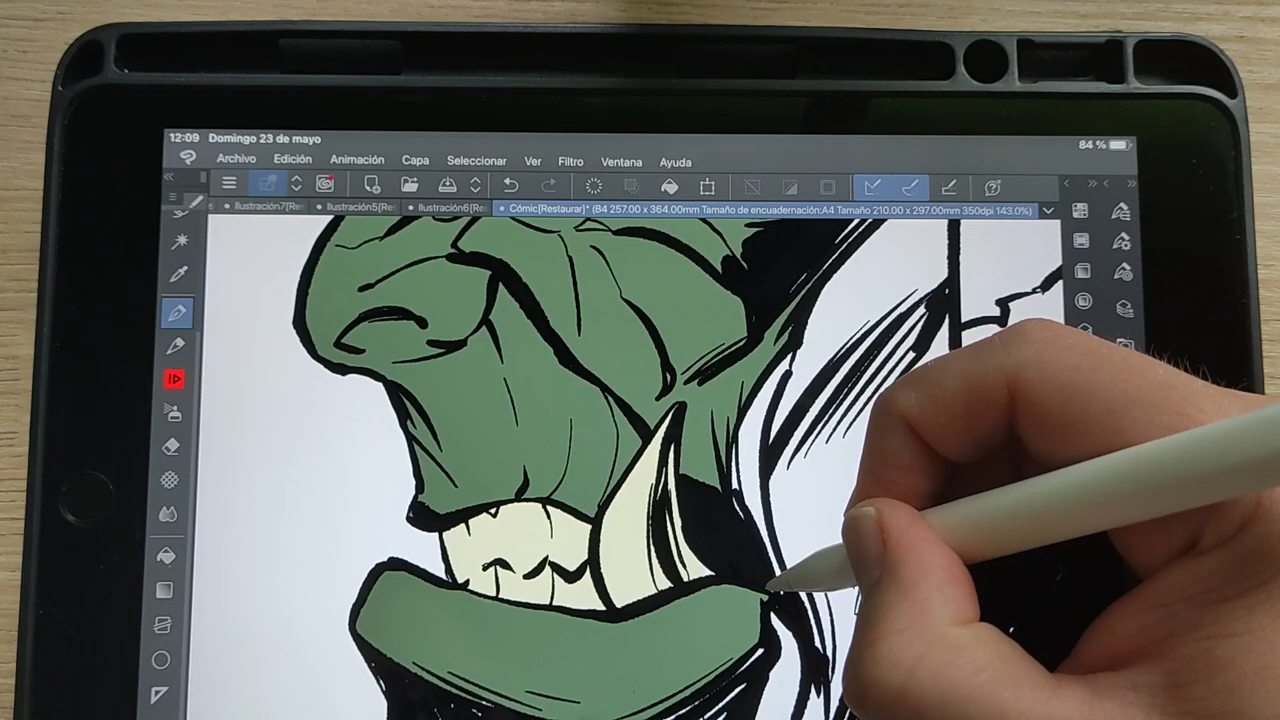 12:09 Domingo 23 de mayo
84 %
Archivo Edición Animación Capa Seleccionar Ver Filtro Ventana Ayuda
Ilustración7[Re Ilustración5[Re Ilustración6[Re Cómic[Restaurar]* (B4 257.00 x 364.00mm Tamaño de encuadernación:A4 Tamaño 210.00 x 297.00mm 350dpi 143.0%)